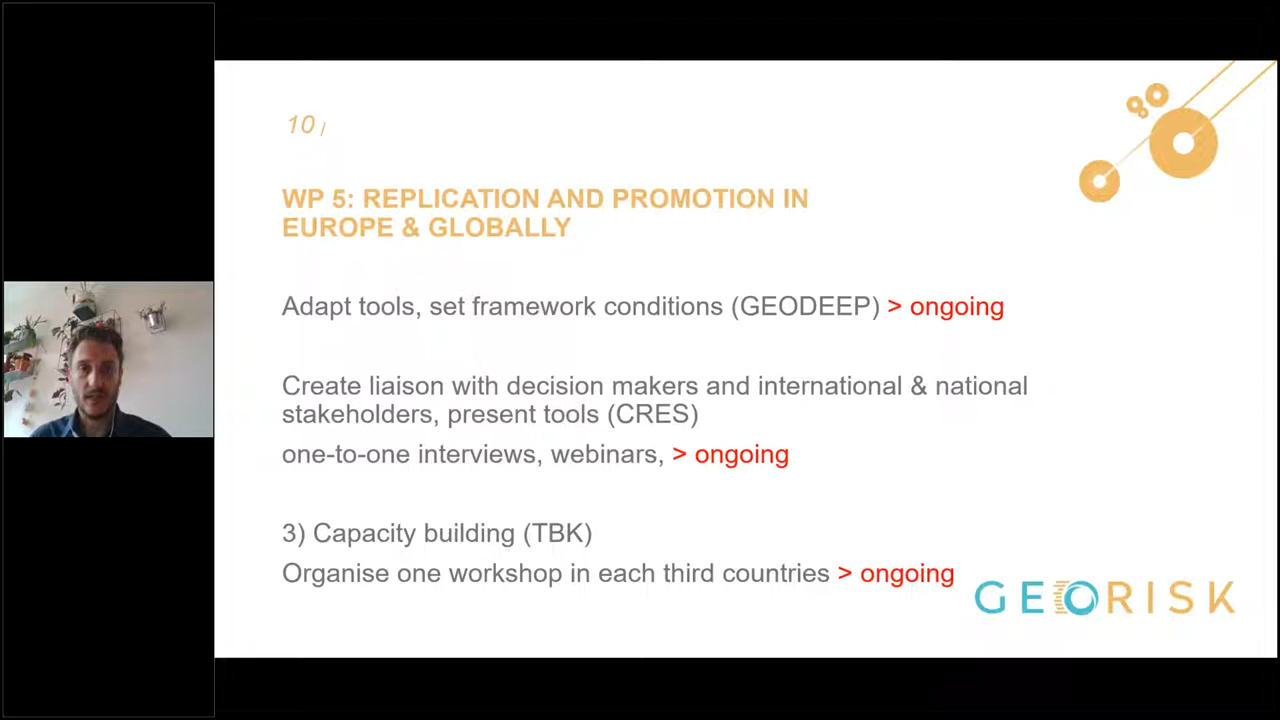 10 /
WP 5: REPLICATION AND PROMOTION IN
EUROPE & GLOBALLY
Adapt tools, set framework conditions (GEODEEP) > ongoing
Create liaison with decision makers and international & national
stakeholders, present tools (CRES)
one-to-one interviews, webinars, > ongoing
3) Capacity building (TBK)
Organise one workshop in each third countries > ongoing
GEORISK